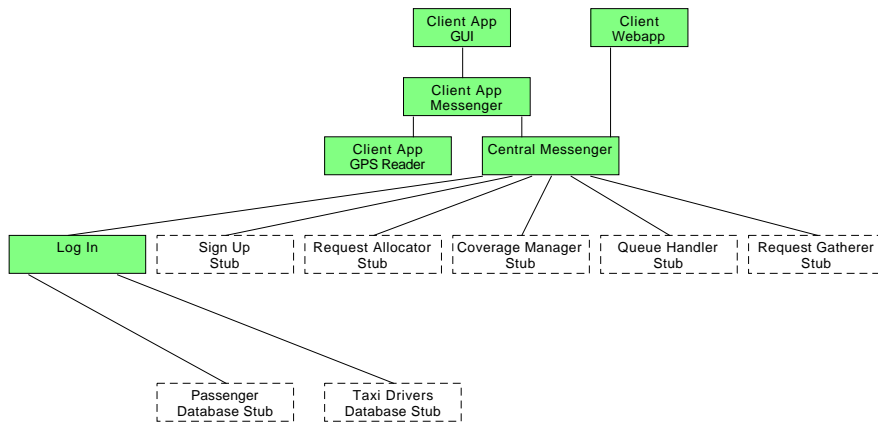 Client App
GUI
Client
Webapp
Client App
Messenger
Client App
GPS Reader
Central Messenger
Log In
Sign Up
Stub
Request Allocator
Stub
Coverage Manager
Stub
Queue Handler
Stub
Request Gatherer
Stub
Passenger
Database Stub
Taxi Drivers
Database Stub